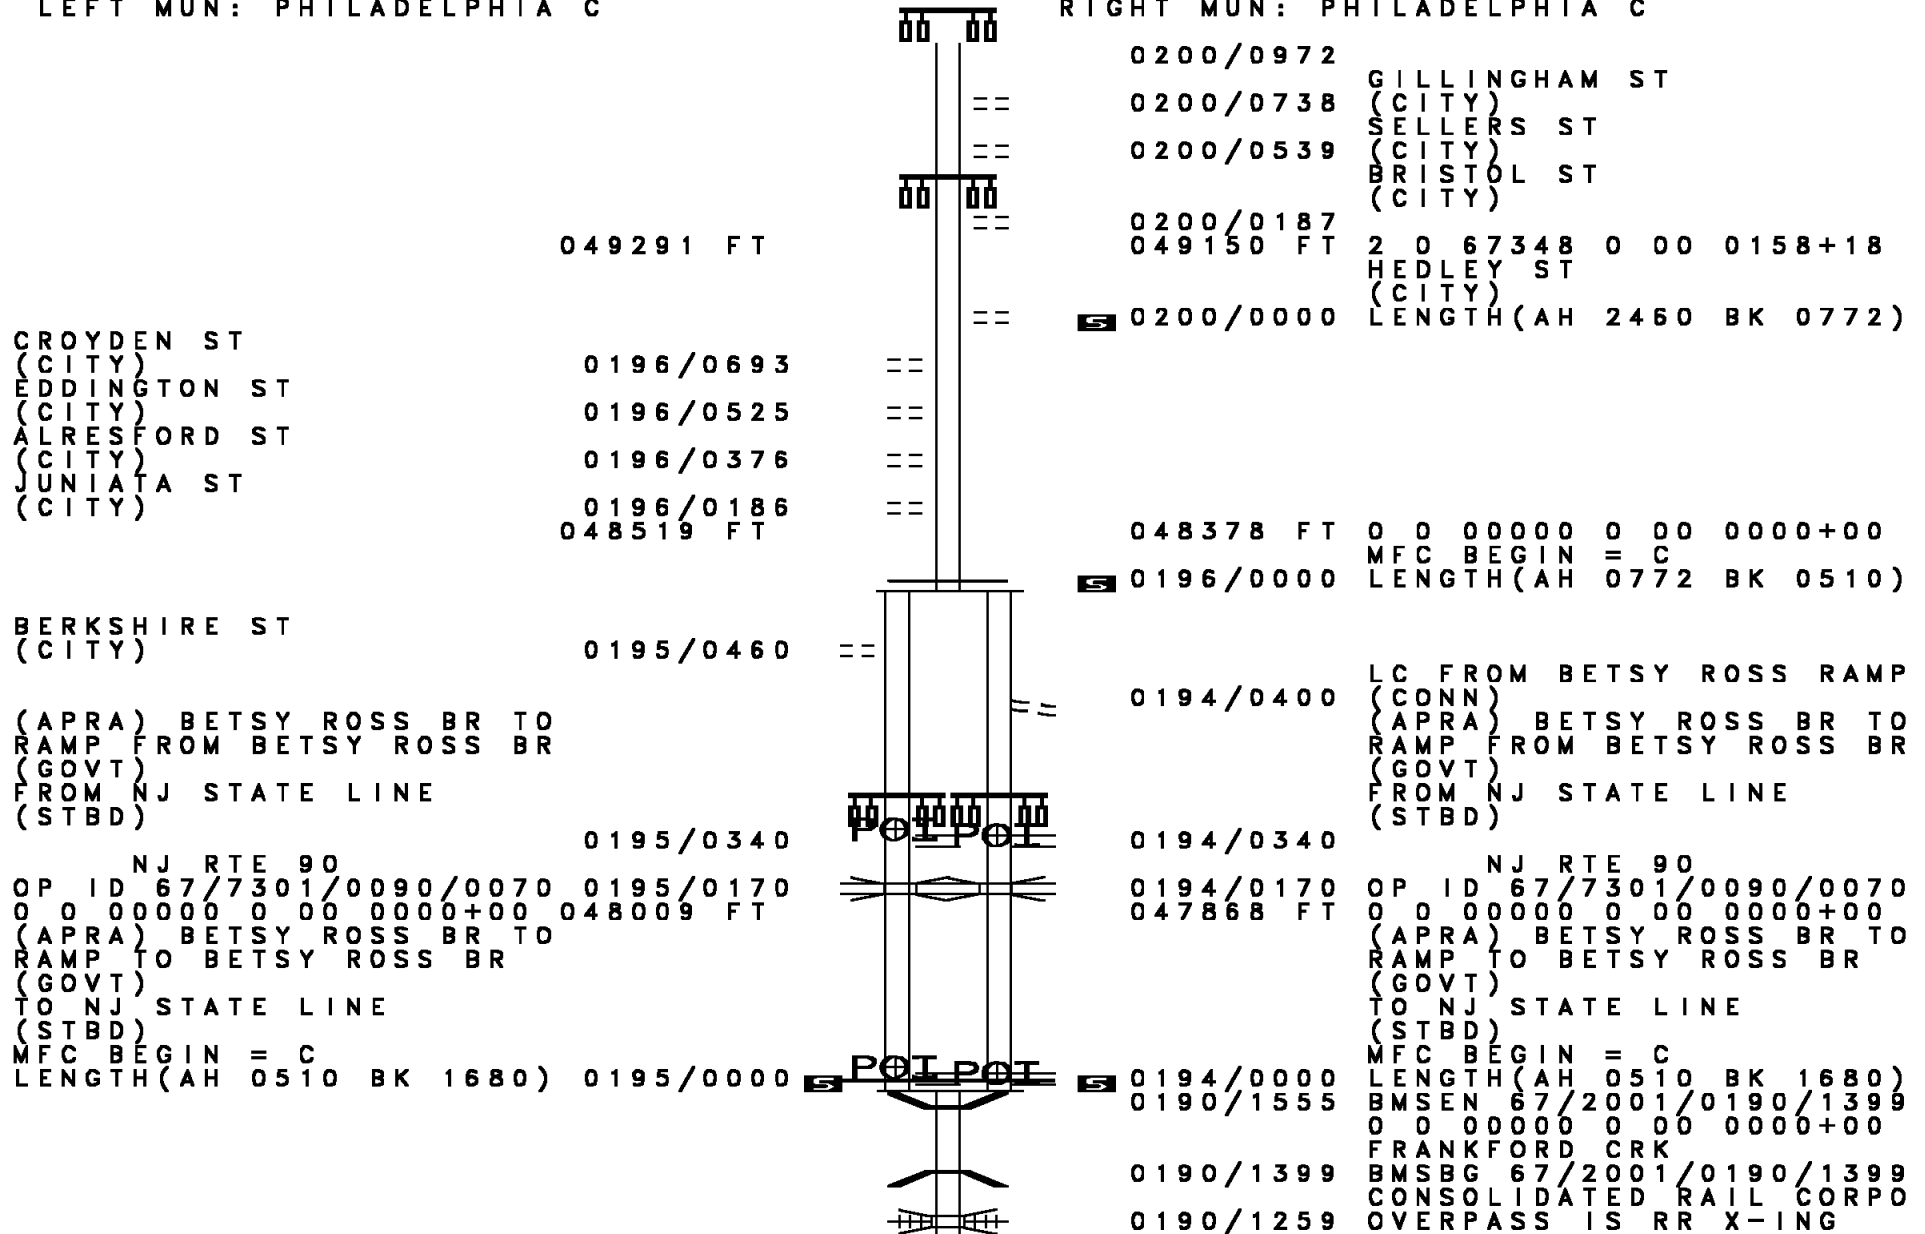 LEFT MUN: PHILADELPHIA C RIGHT MUN: PHILADELPHIA C
0200/0972
GILLINGHAM ST
0200/0738 (CITY)
SELLERS ST
0200/0539 (CITY)
BRISTOL ST
(CITY)
0200/0187
049291 FT 049150 FT 2 0 67348 0 00 0158+18
HEDLEY ST
(CITY)
S 0200/0000 LENGTH(AH 2460 BK 0772)
CROYDEN ST
(CITY) 0196/0693
EDDINGTON ST
(CITY) 0196/0525
ALRESFORD ST
(CITY) 0196/0376
JUNIATA ST
(CITY) 0196/0186
048519 FT 048378 FT 0 0 00000 0 00 0000+00
MFC BEGIN = C
S 0196/0000 LENGTH(AH 0772 BK 0510)
BERKSHIRE ST
(CITY) 0195/0460
LC FROM BETSY ROSS RAMP
0194/0400 (CONN)
(APRA) BETSY ROSS BR TO (APRA) BETSY ROSS BR TO
RAMP FROM BETSY ROSS BR RAMP FROM BETSY ROSS BR
(GOVT) (GOVT)
FROM NJ STATE LINE FROM NJ STATE LINE
(STBD) (STBD)
POI POI
0195/0340 0194/0340
NJ RTE 90 NJ RTE 90
OP ID 67/7301/0090/0070 0195/0170 0194/0170 OP ID 67/7301/0090/0070
0 0 00000 0 00 0000+00 048009 FT 047868 FT 0 0 00000 0 00 0000+00
(APRA) BETSY ROSS BR TO (APRA) BETSY ROSS BR TO
RAMP TO BETSY ROSS BR RAMP TO BETSY ROSS BR
(GOVT) (GOVT)
TO NJ STATE LINE TO NJ STATE LINE
(STBD) (STBD)
MFC BEGIN = C MFC BEGIN = C
POI POI
LENGTH(AH 0510 BK 1680) 0195/0000 S S 0194/0000 LENGTH(AH 0510 BK 1680)
0190/1555 BMSEN 67/2001/0190/1399
0 0 00000 0 00 0000+00
FRANKFORD CRK
0190/1399 BMSBG 67/2001/0190/1399
CONSOLIDATED RAIL CORPO
0190/1259 OVERPASS IS RR X-ING